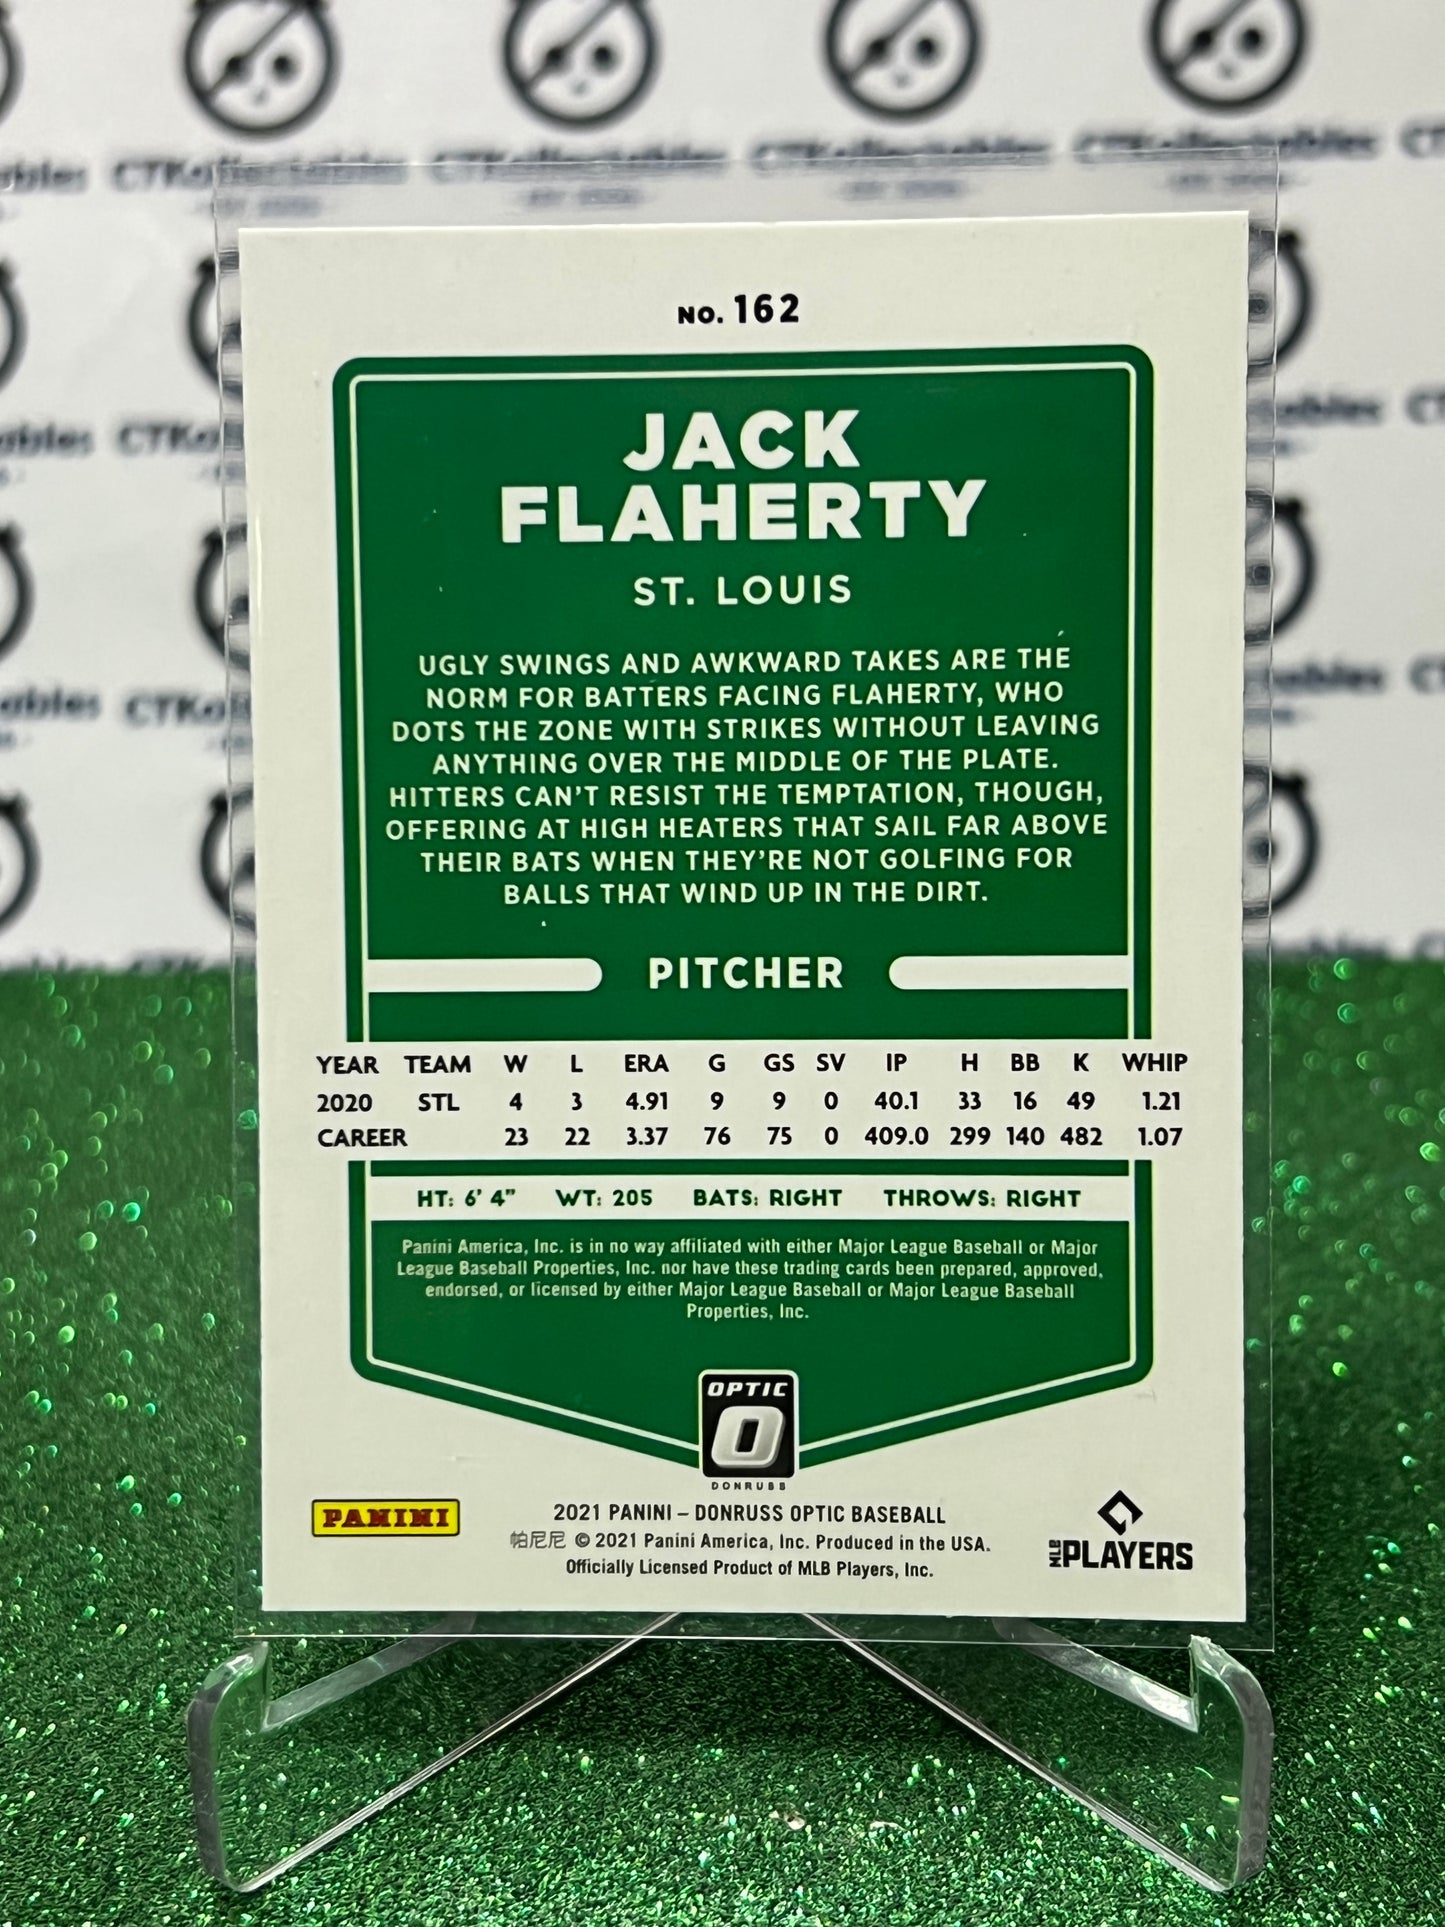 CTKollectables
NO. 162
JACK
FLAHERTY
ST. LOUIS
UGLY SWINGS AND AWKWARD TAKES ARE THE
NORM FOR BATTERS FACING FLAHERTY, WHO
DOTS THE ZONE WITH STRIKES WITHOUT LEAVING
ANYTHING OVER THE MIDDLE OF THE PLATE.
HITTERS CAN'T RESIST THE TEMPTATION, THOUGH,
OFFERING AT HIGH HEATERS THAT SAIL FAR ABOVE
THEIR BATS WHEN THEY'RE NOT GOLFING FOR
BALLS THAT WIND UP IN THE DIRT.
PITCHER
YEAR TEAM W L ERA G GS SV IP H BB K WHIP
2020 STL 4 3 4.91 9 9 0 40.1 33 16 49 1.21
CAREER 23 22 3.37 76 75 0 409.0 299 140 482 1.07
HT: 6' 4" WT: 205 BATS: RIGHT THROWS: RIGHT
Panini America, Inc. is in no way affiliated with either Major League Baseball or Major
League Baseball Properties, Inc. nor have these trading cards been prepared, approved,
endorsed, or licensed by either Major League Baseball or Major League Baseball
Properties, Inc.
OPTIC
O
DONRUSS
PANINI
2021 PANINI – DONRUSS OPTIC BASEBALL
帕尼尼 © 2021 Panini America, Inc. Produced in the USA.
Officially Licensed Product of MLB Players, Inc.
MLB PLAYERS